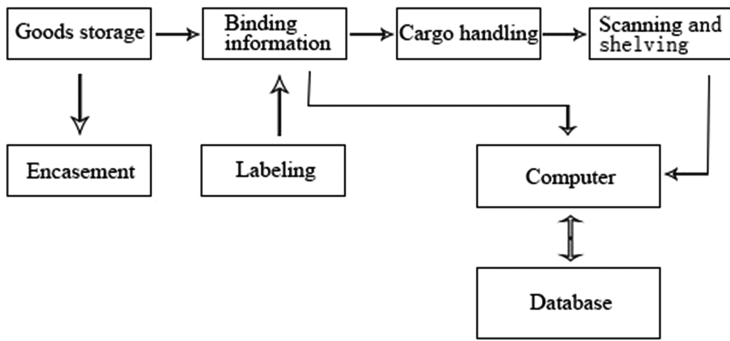 Goods storage
Binding
information
Cargo handling
Scanning and
shelving
Encasement
Labeling
Computer
Database